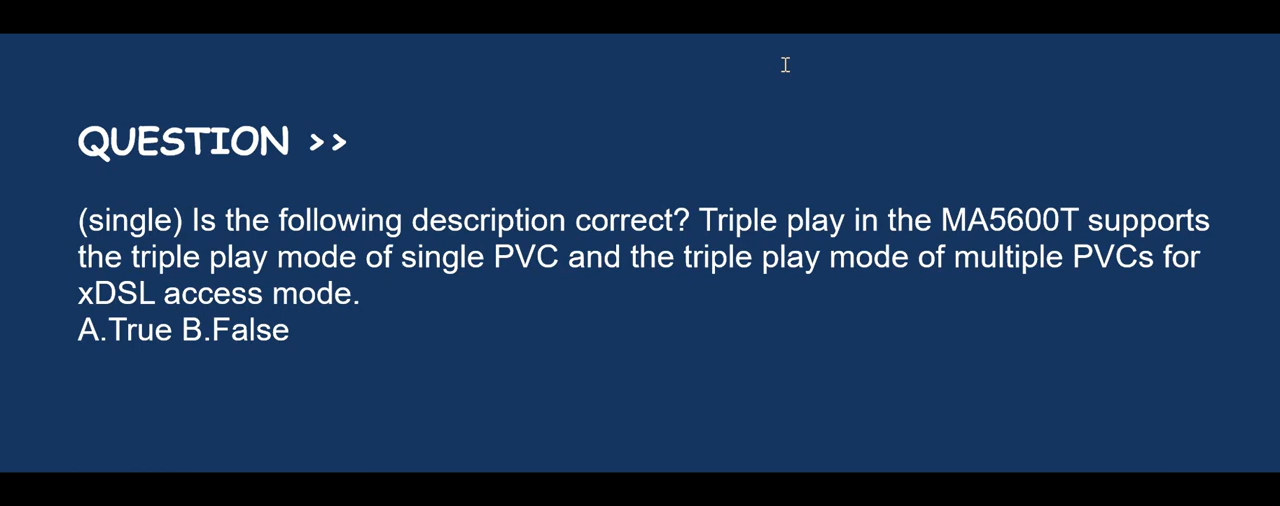 QUESTION >>
(single) Is the following description correct? Triple play in the MA5600T supports
the triple play mode of single PVC and the triple play mode of multiple PVCs for
xDSL access mode.
A.True B.False